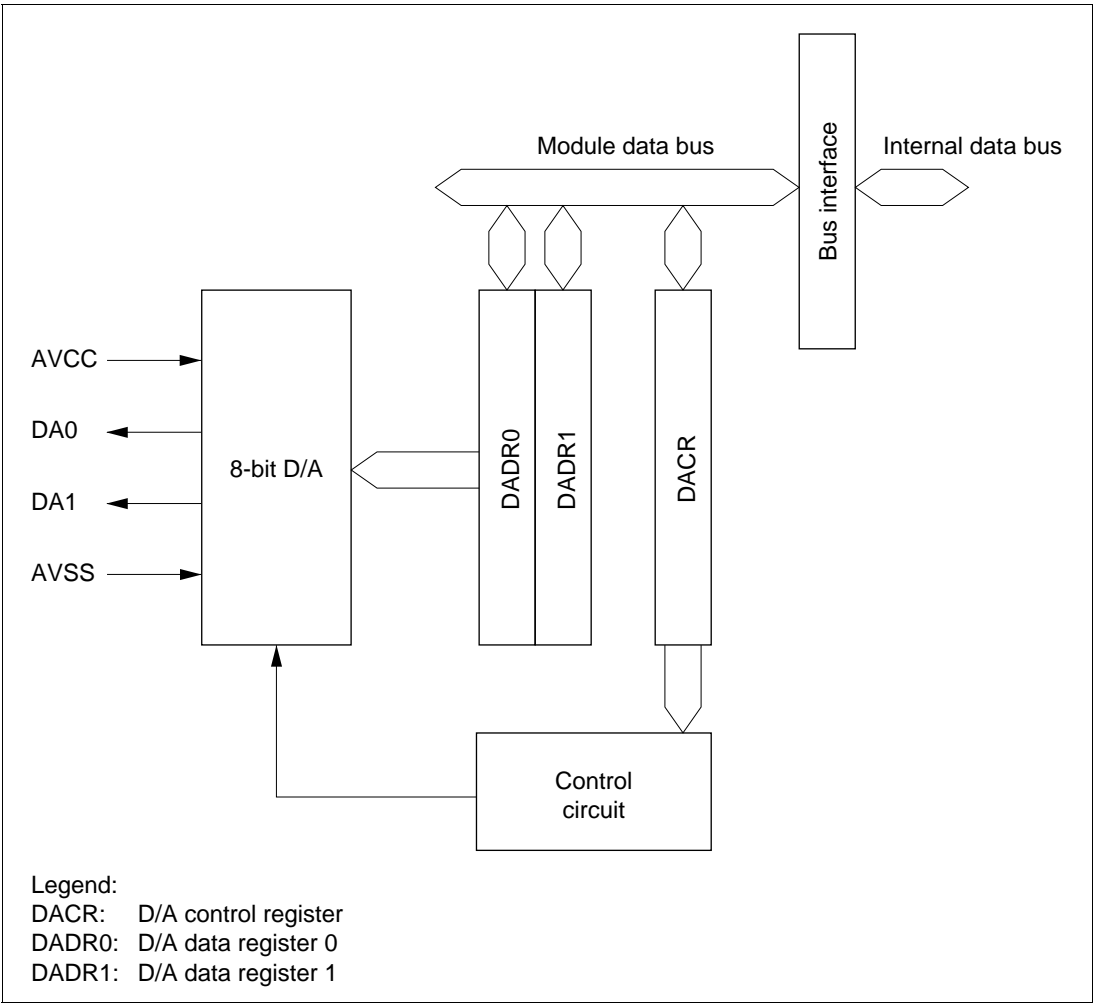 Module data bus
Internal data bus
Bus interface
AVCC
DA0
DA1
AVSS
8-bit D/A
DADR0
DADR1
DACR
Control
circuit
Legend:
DACR: D/A control register
DADR0: D/A data register 0
DADR1: D/A data register 1